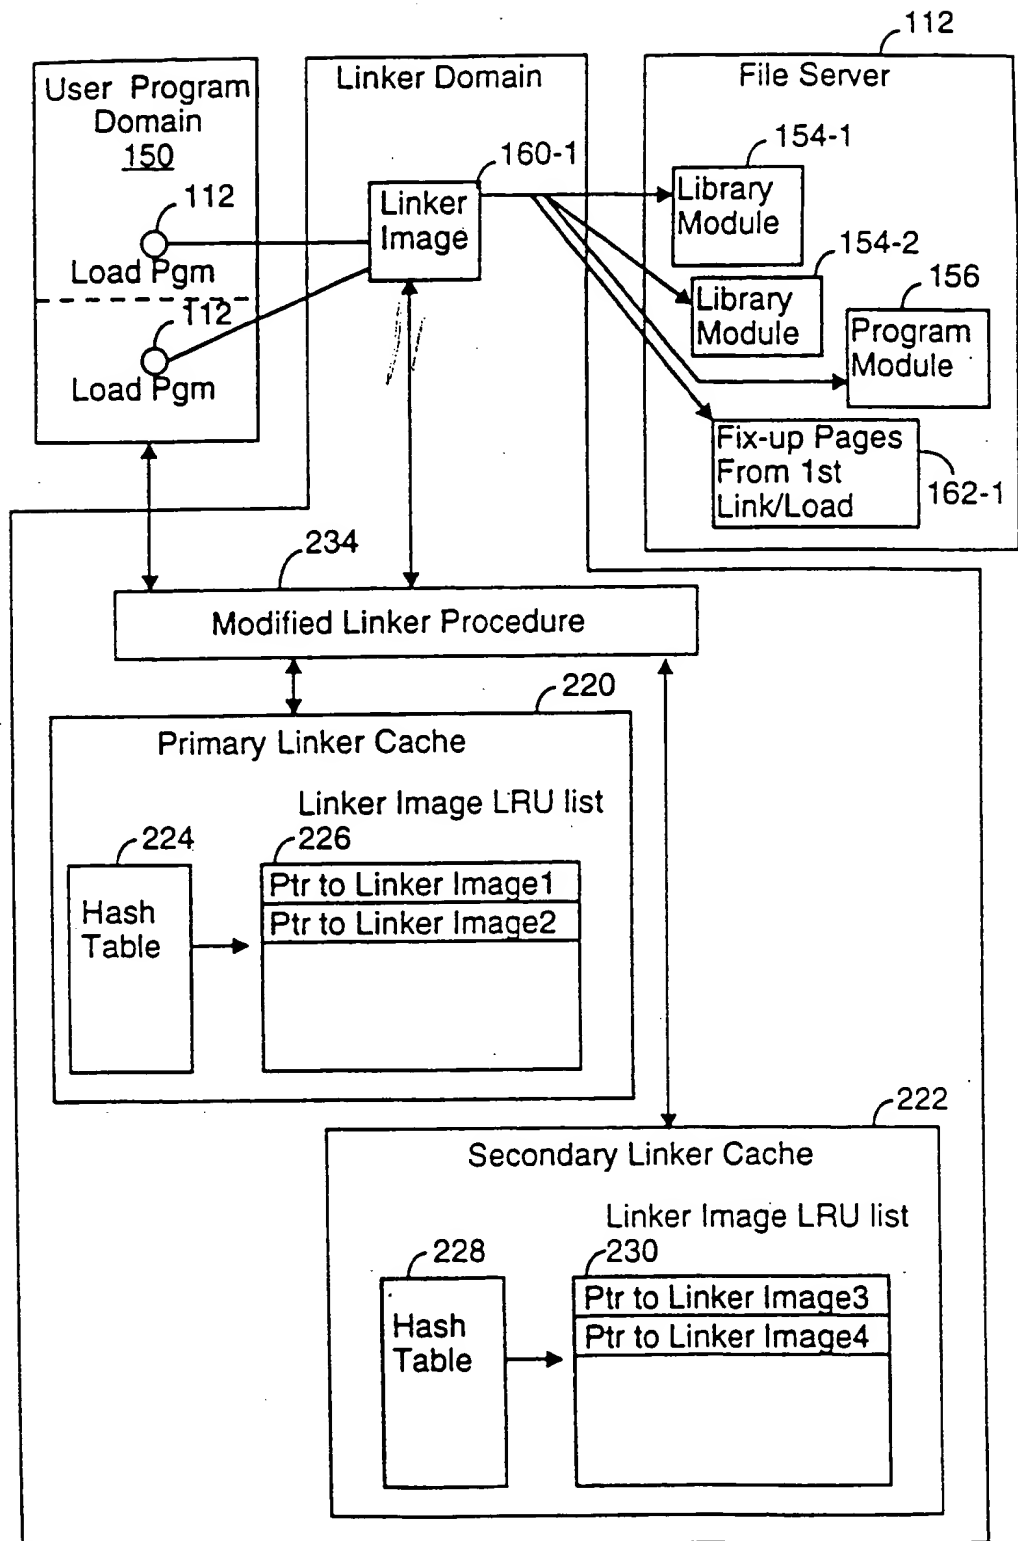 112
User Program
Domain
150
Linker Domain
File Server
160-1
154-1
Linker
Image
Library
Module
112
Load Pgm
154-2
156
Library
Module
Program
Module
112
Load Pgm
Fix-up Pages
From 1st
Link/Load
162-1
234
Modified Linker Procedure
220
Primary Linker Cache
Linker Image LRU list
224
226
Hash
Table
Ptr to Linker Image1
Ptr to Linker Image2
222
Secondary Linker Cache
Linker Image LRU list
228
230
Hash
Table
Ptr to Linker Image3
Ptr to Linker Image4